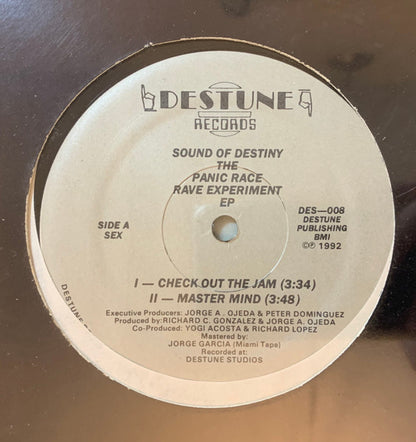 DESTUNE
RECORDS
SOUND OF DESTINY
THE
PANIC RACE
RAVE EXPERIMENT
EP
SIDE A
SEX
DES—008
DESTUNE
PUBLISHING
BMI
©℗ 1992
I — CHECK OUT THE JAM (3:34)
II — MASTER MIND (3:48)
Executive Producers: JORGE A. OJEDA & PETER DOMINGUEZ
Produced by: RICHARD C. GONZALEZ & JORGE A. OJEDA
Co-Produced: YOGI ACOSTA & RICHARD LOPEZ
Mastered by:
JORGE GARCIA (Miami Tape)
Recorded at:
DESTUNE STUDIOS
DESTUNE